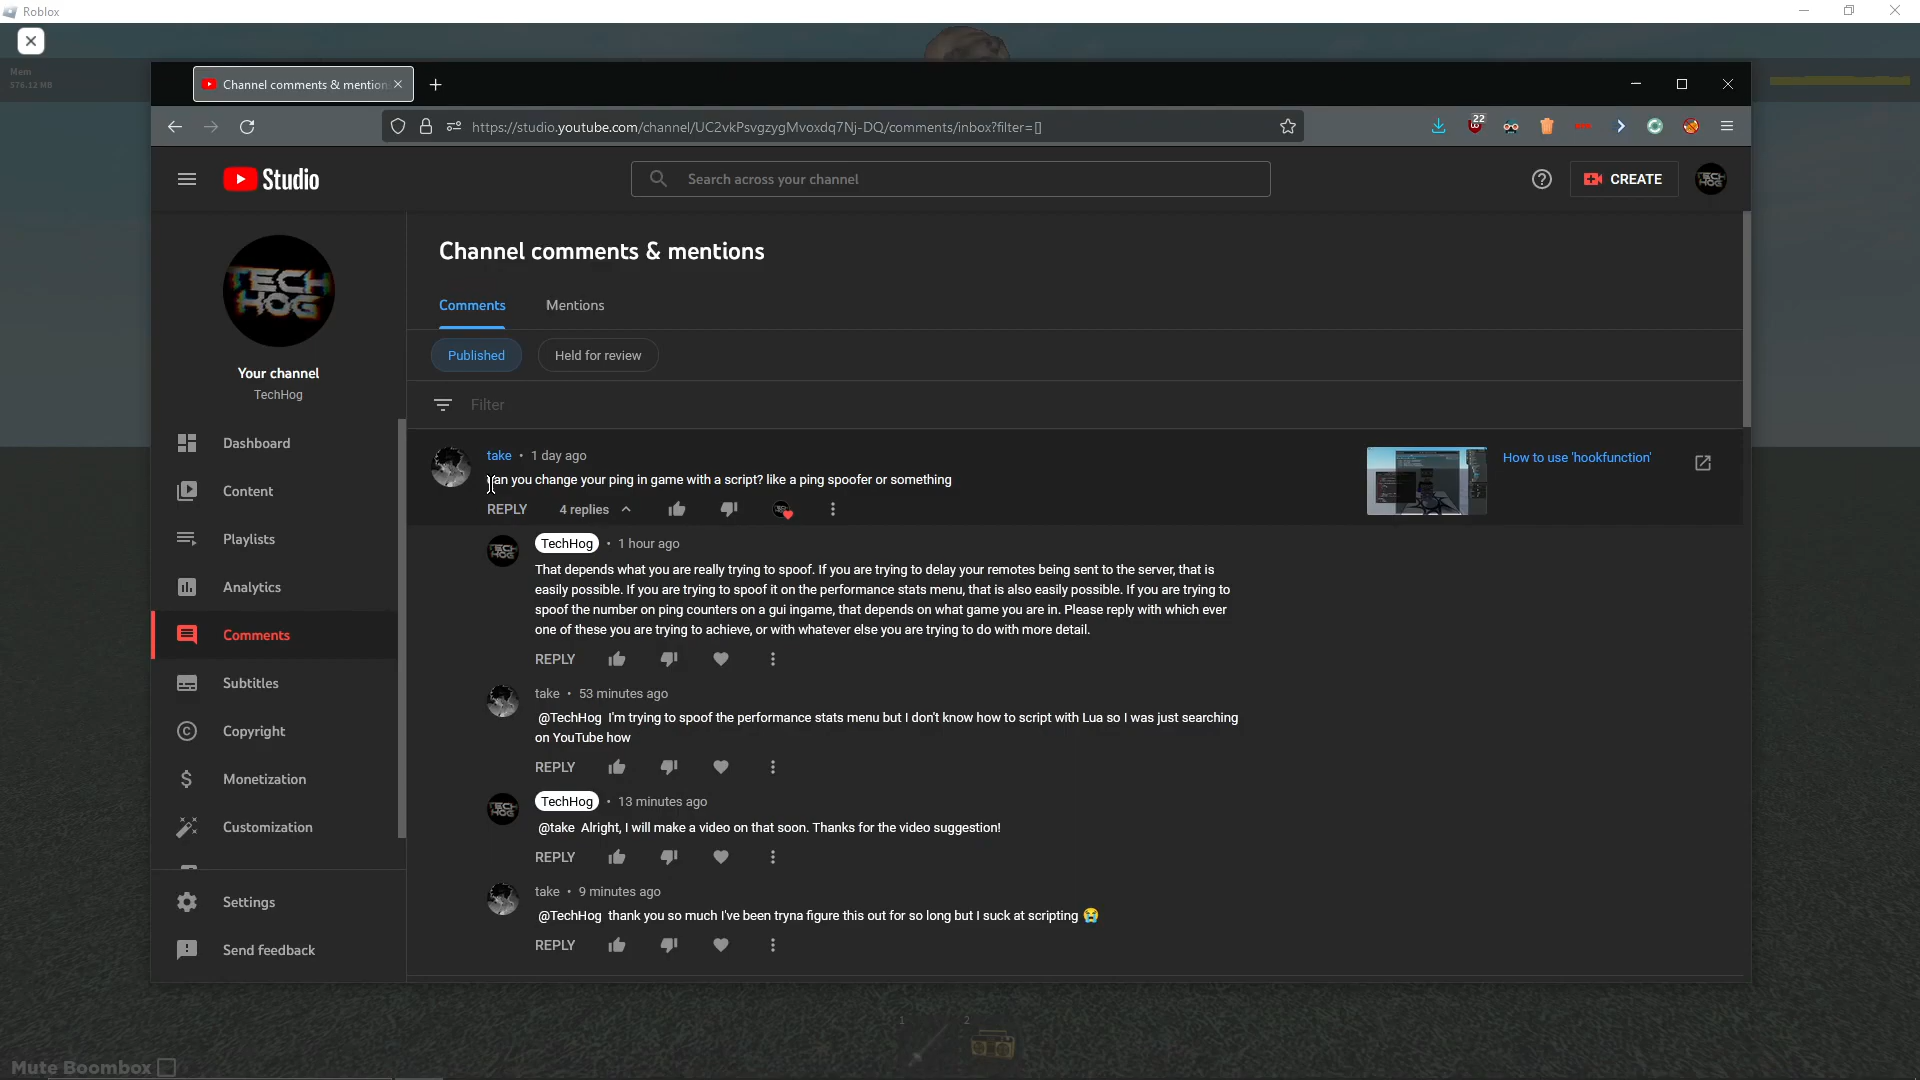 Roblox
Mem
576.12 MB
Channel comments & mention
https://studio.youtube.com/channel/UC2vkPsvgzygMvoxdq7Nj-DQ/comments/inbox?filter=[]
22
Studio
Search across your channel
CREATE
TECH HOG
TECH
HOG
Your channel
TechHog
Dashboard
Content
Playlists
Analytics
Comments
Subtitles
Copyright
Monetization
Customization
Settings
Send feedback
Channel comments & mentions
Comments Mentions
Published Held for review
Filter
take • 1 day ago
an you change your ping in game with a script? like a ping spoofer or something
REPLY 4 replies
How to use 'hookfunction'
TechHog • 1 hour ago
That depends what you are really trying to spoof. If you are trying to delay your remotes being sent to the server, that is
easily possible. If you are trying to spoof it on the performance stats menu, that is also easily possible. If you are trying to
spoof the number on ping counters on a gui ingame, that depends on what game you are in. Please reply with which ever
one of these you are trying to achieve, or with whatever else you are trying to do with more detail.
REPLY
take • 53 minutes ago
@TechHog I'm trying to spoof the performance stats menu but I don't know how to script with Lua so I was just searching
on YouTube how
REPLY
TechHog • 13 minutes ago
@take Alright, I will make a video on that soon. Thanks for the video suggestion!
REPLY
take • 9 minutes ago
@TechHog thank you so much I've been tryna figure this out for so long but I suck at scripting 😭
REPLY
1 2
Mute Boombox